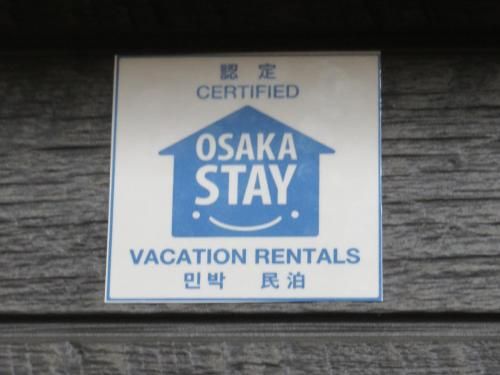 認定
CERTIFIED
OSAKA
STAY
VACATION RENTALS
민박 民泊